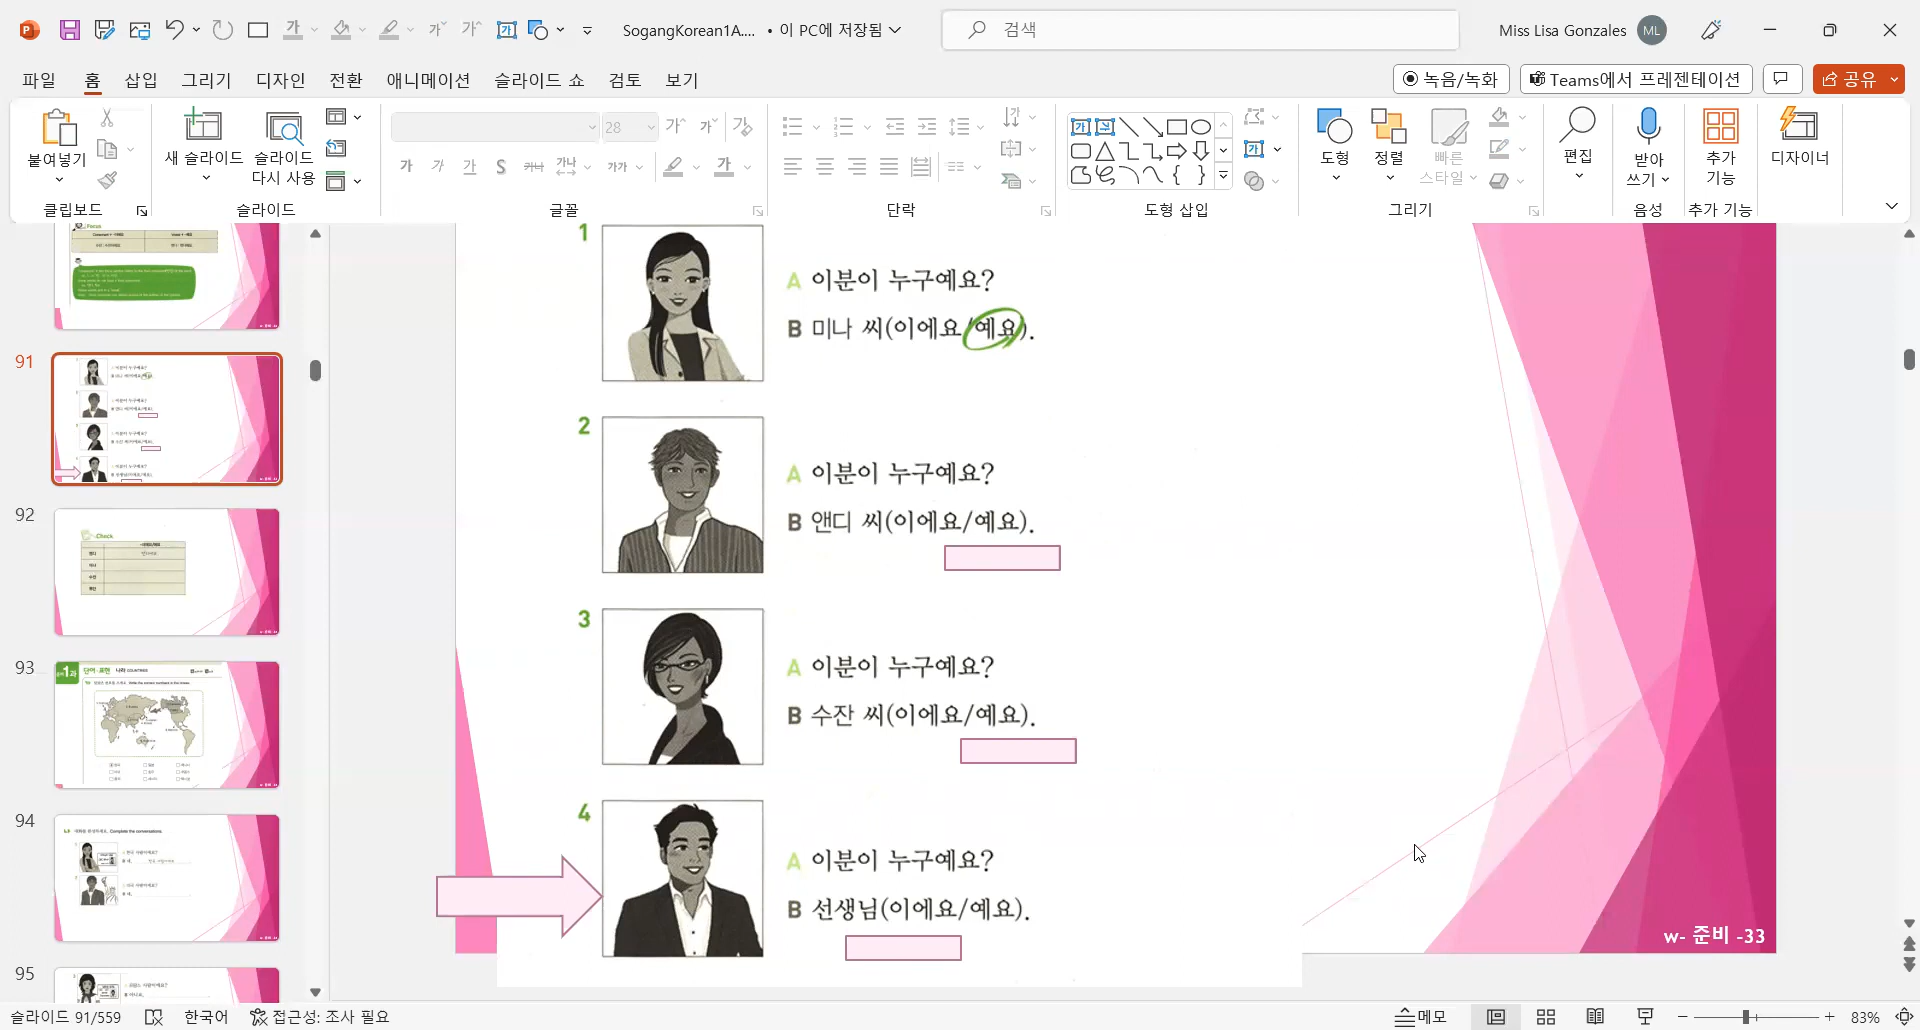 SogangKorean1A.... • 이 PC에 저장됨
검색
Miss Lisa Gonzales ML
파일 홈 삽입 그리기 디자인 전환 애니메이션 슬라이드 쇼 검토 보기
녹음/녹화 Teams에서 프레젠테이션 공유
붙여넣기
새 슬라이드
슬라이드 다시 사용
28
도형
정렬
빠른 스타일
편집
받아쓰기
추가 기능
디자이너
클립보드 슬라이드 글꼴 단락 도형 삽입 그리기 음성 추가 기능
91
92
Check
93
94
95
1
A 이분이 누구예요?
B 미나 씨(이에요/예요).
2
A 이분이 누구예요?
B 앤디 씨(이에요/예요).
3
A 이분이 누구예요?
B 수잔 씨(이에요/예요).
4
A 이분이 누구예요?
B 선생님(이에요/예요).
w- 준비 -33
슬라이드 91/559 한국어 접근성: 조사 필요
메모 83%